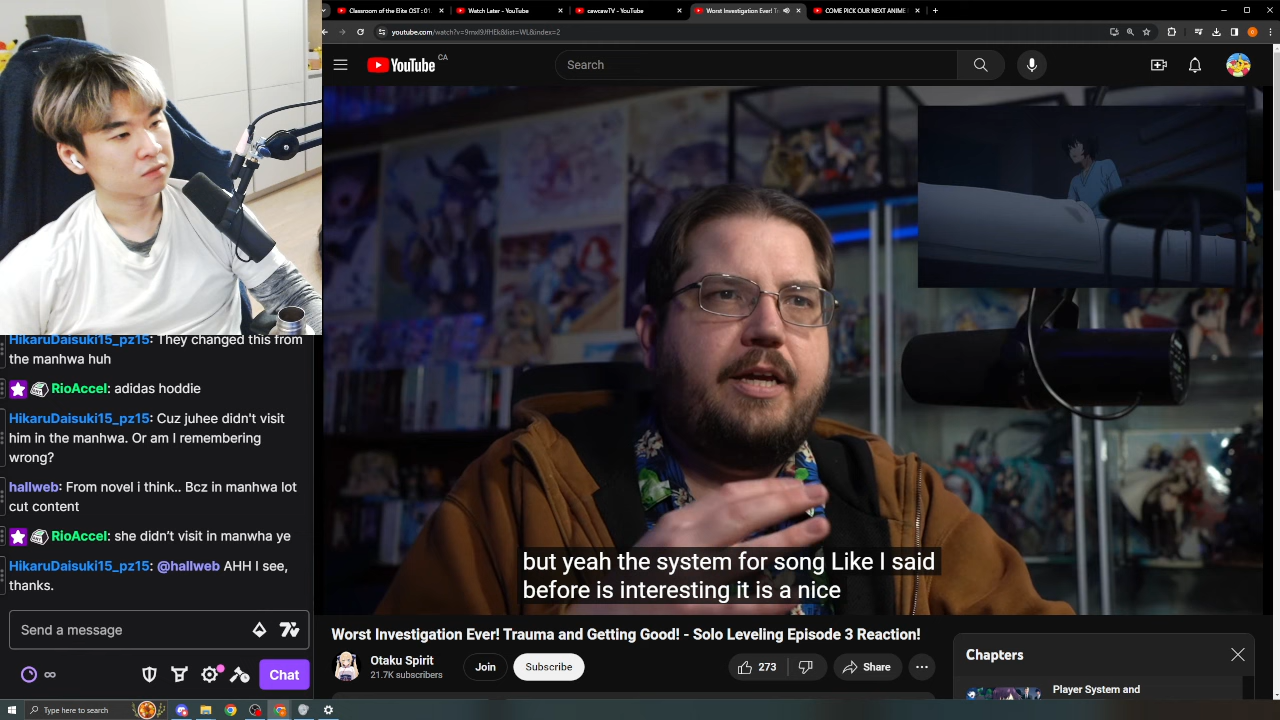 Classroom of the Elite OST : 01.
Watch Later - YouTube
cawcawTV - YouTube
Worst Investigation Ever! Tr
COME PICK OUR NEXT ANIME
youtube.com/watch?v=9mxl9JfHEk&list=WL&index=2
YouTube CA
Search
but yeah the system for song Like I said
before is interesting it is a nice
HikaruDaisuki15_pz15: They changed this from
the manhwa huh
RioAccel: adidas hoddie
HikaruDaisuki15_pz15: Cuz juhee didn't visit
him in the manhwa. Or am I remembering
wrong?
hallweb: From novel i think.. Bcz in manhwa lot
cut content
RioAccel: she didn't visit in manwha ye
HikaruDaisuki15_pz15: @hallweb AHH I see,
thanks.
Send a message
Chat
Worst Investigation Ever! Trauma and Getting Good! - Solo Leveling Episode 3 Reaction!
Otaku Spirit
21.7K subscribers
Join
Subscribe
273
Share
Chapters
Player System and
Type here to search